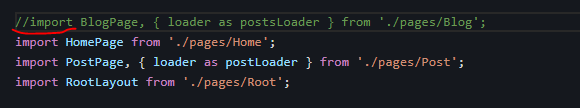 //import BlogPage, { loader as postsLoader } from './pages/Blog';
import HomePage from './pages/Home';
import PostPage, { loader as postLoader } from './pages/Post';
import RootLayout from './pages/Root';